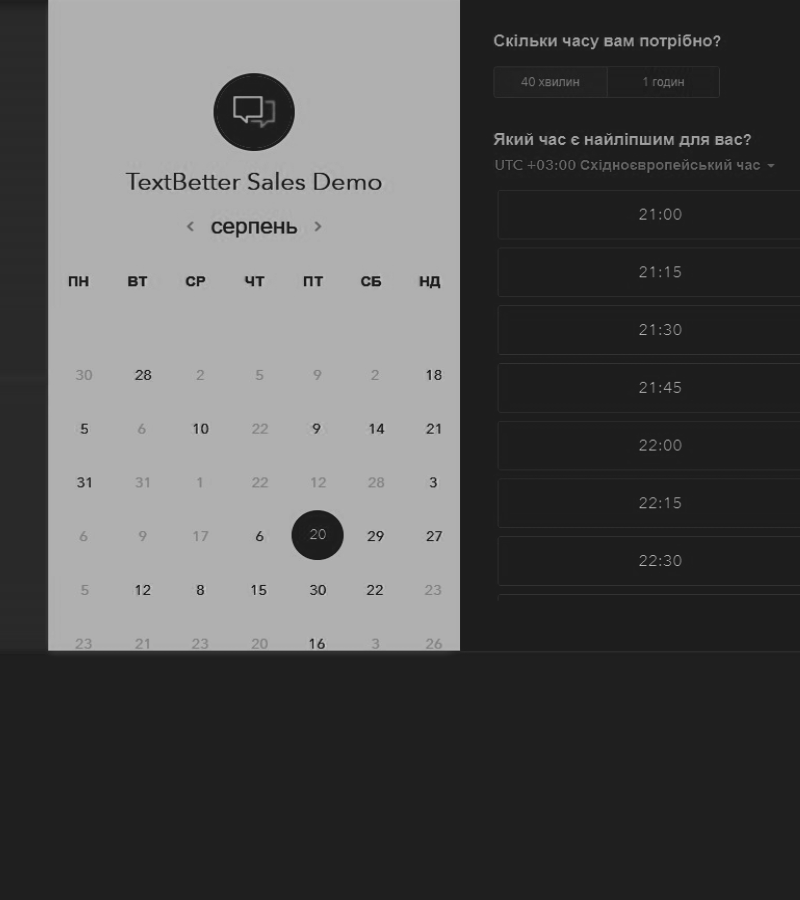 TextBetter Sales Demo
серпень
ПН ВТ СР ЧТ ПТ СБ НД
30 28 2 5 9 2 18
5 6 10 22 9 14 21
31 31 1 22 12 28 3
6 9 17 6 20 29 27
5 12 8 15 30 22 23
23 21 23 20 16 3 26
Скільки часу вам потрібно?
40 хвилин 1 годин
Який час є найліпшим для вас?
UTC +03:00 Східноєвропейський час
21:00
21:15
21:30
21:45
22:00
22:15
22:30